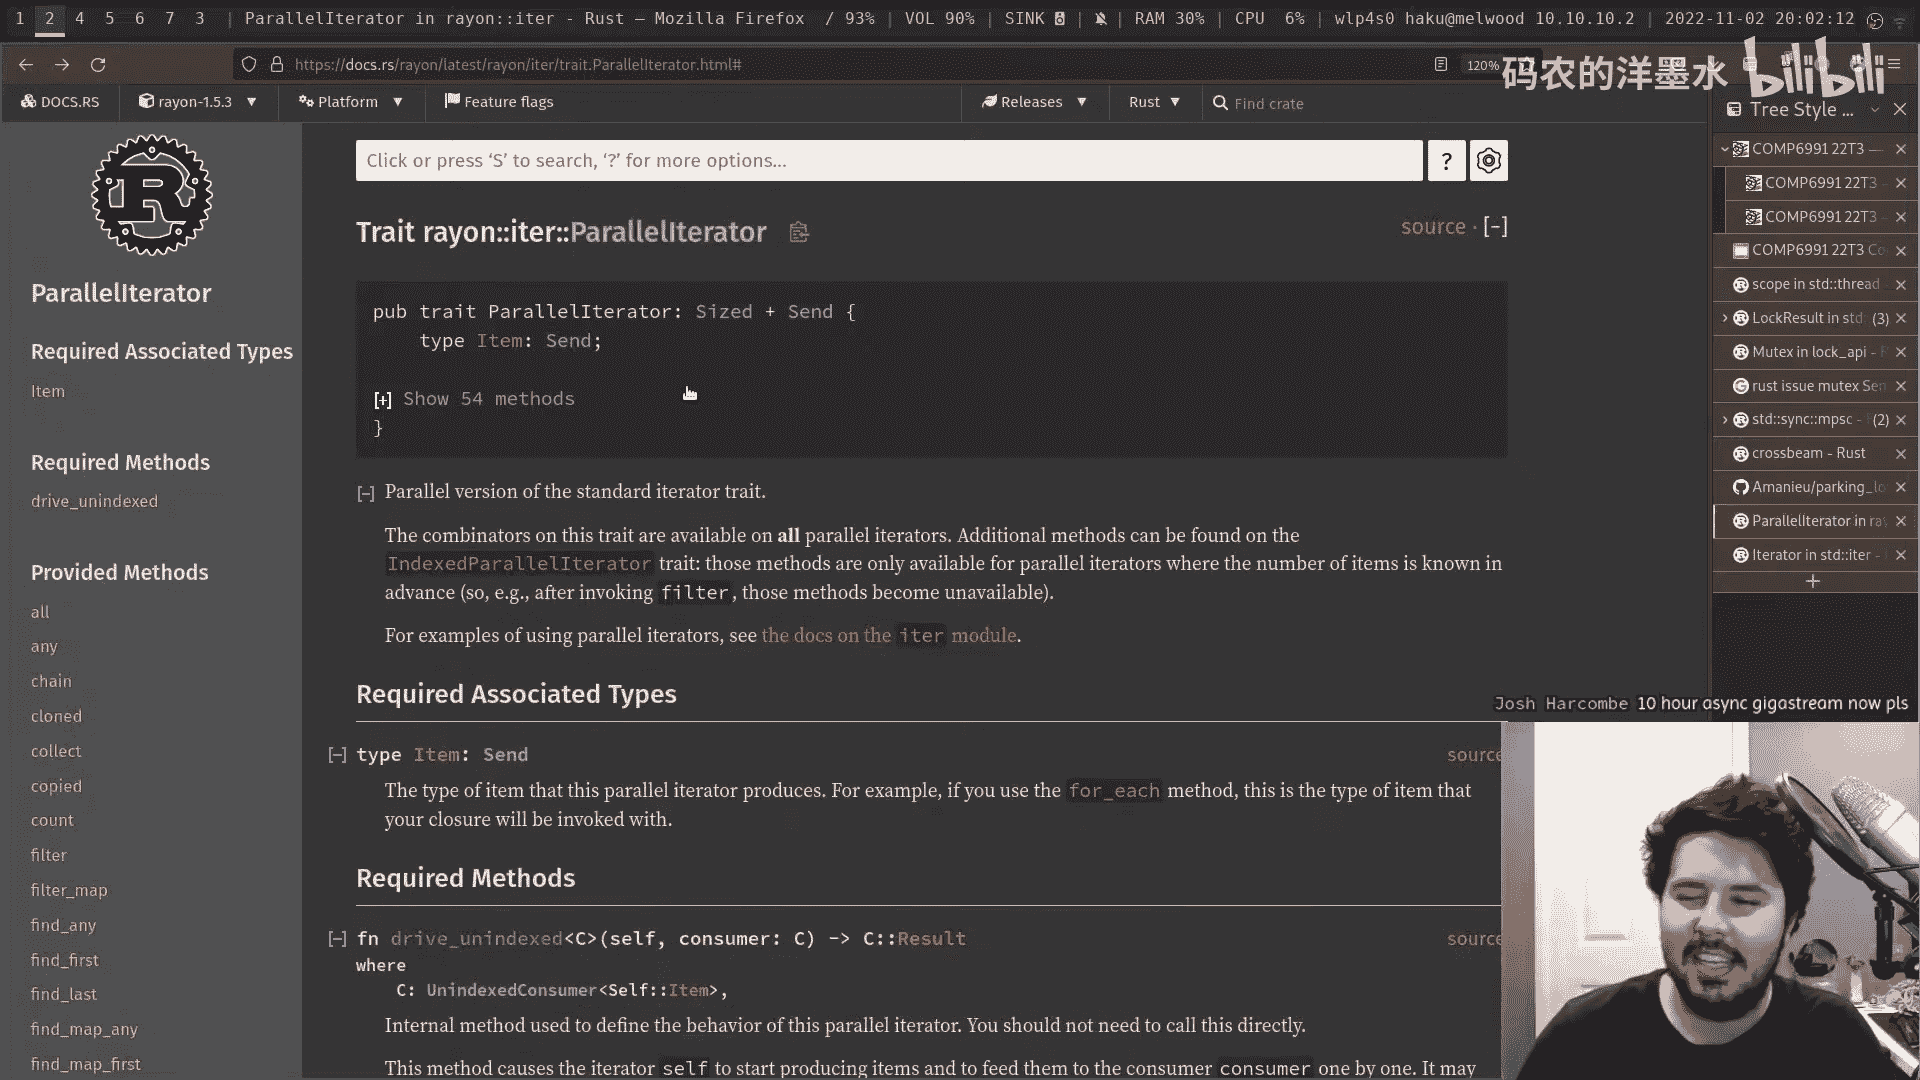 1 2 4 5 6 7 3 | ParallelIterator in rayon::iter - Rust — Mozilla Firefox / 93% | VOL 90% | SINK | | RAM 30% | CPU 6% | wlp4s0 haku@melwood 10.10.10.2 | 2022-11-02 20:02:12
https://docs.rs/rayon/latest/rayon/iter/trait.ParallelIterator.html# 120%
码农的洋墨水 bilibili
DOCS.RS rayon-1.5.3 Platform Feature flags Releases Rust Find crate
Tree Style ...
COMP6991 22T3 —
COMP6991 22T3
COMP6991 22T3
COMP6991 22T3 Co
scope in std::thread
LockResult in std: (3)
Mutex in lock_api -
rust issue mutex Sen
std::sync::mpsc - (2)
crossbeam - Rust
Amanieu/parking_lo
ParallelIterator in ray
Iterator in std::iter -
ParallelIterator
Required Associated Types
Item
Required Methods
drive_unindexed
Provided Methods
all
any
chain
cloned
collect
copied
count
filter
filter_map
find_any
find_first
find_last
find_map_any
find_map_first
Click or press ‘S’ to search, ‘?’ for more options...
?
Trait rayon::iter::ParallelIterator
source · [-]
pub trait ParallelIterator: Sized + Send {
type Item: Send;
[+] Show 54 methods
}
[-] Parallel version of the standard iterator trait.
The combinators on this trait are available on all parallel iterators. Additional methods can be found on the
IndexedParallelIterator trait: those methods are only available for parallel iterators where the number of items is known in
advance (so, e.g., after invoking filter, those methods become unavailable).
For examples of using parallel iterators, see the docs on the iter module.
Required Associated Types
[-] type Item: Send source
The type of item that this parallel iterator produces. For example, if you use the for_each method, this is the type of item that
your closure will be invoked with.
Required Methods
[-] fn drive_unindexed<C>(self, consumer: C) -> C::Result source
where
C: UnindexedConsumer<Self::Item>,
Internal method used to define the behavior of this parallel iterator. You should not need to call this directly.
This method causes the iterator self to start producing items and to feed them to the consumer consumer one by one. It may
Josh Harcombe 10 hour async gigastream now pls